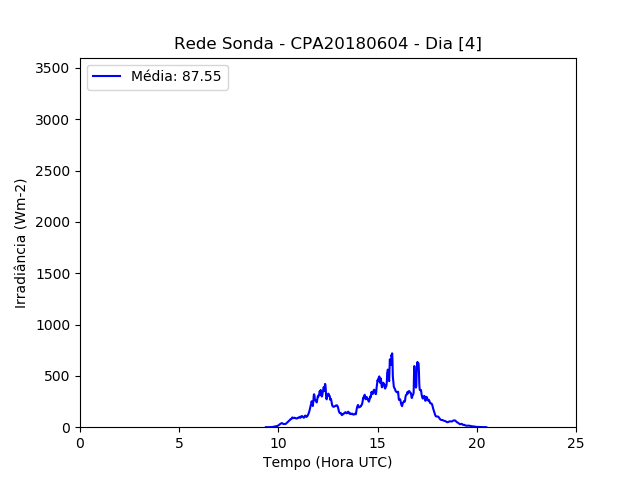 Rede Sonda - CPA20180604 - Dia [4]
Média: 87.55
3500
3000
2500
2000
1500
1000
500
0
Irradiância (Wm-2)
0 5 10 15 20 25
Tempo (Hora UTC)